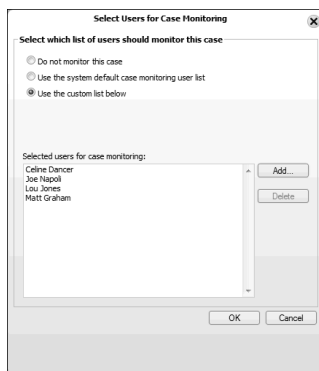 Select Users for Case Monitoring
Select which list of users should monitor this case
Do not monitor this case
Use the system default case monitoring user list
Use the custom list below
Selected users for case monitoring:
Celine Dancer
Joe Napoli
Lou Jones
Matt Graham
Add...
Delete
OK
Cancel